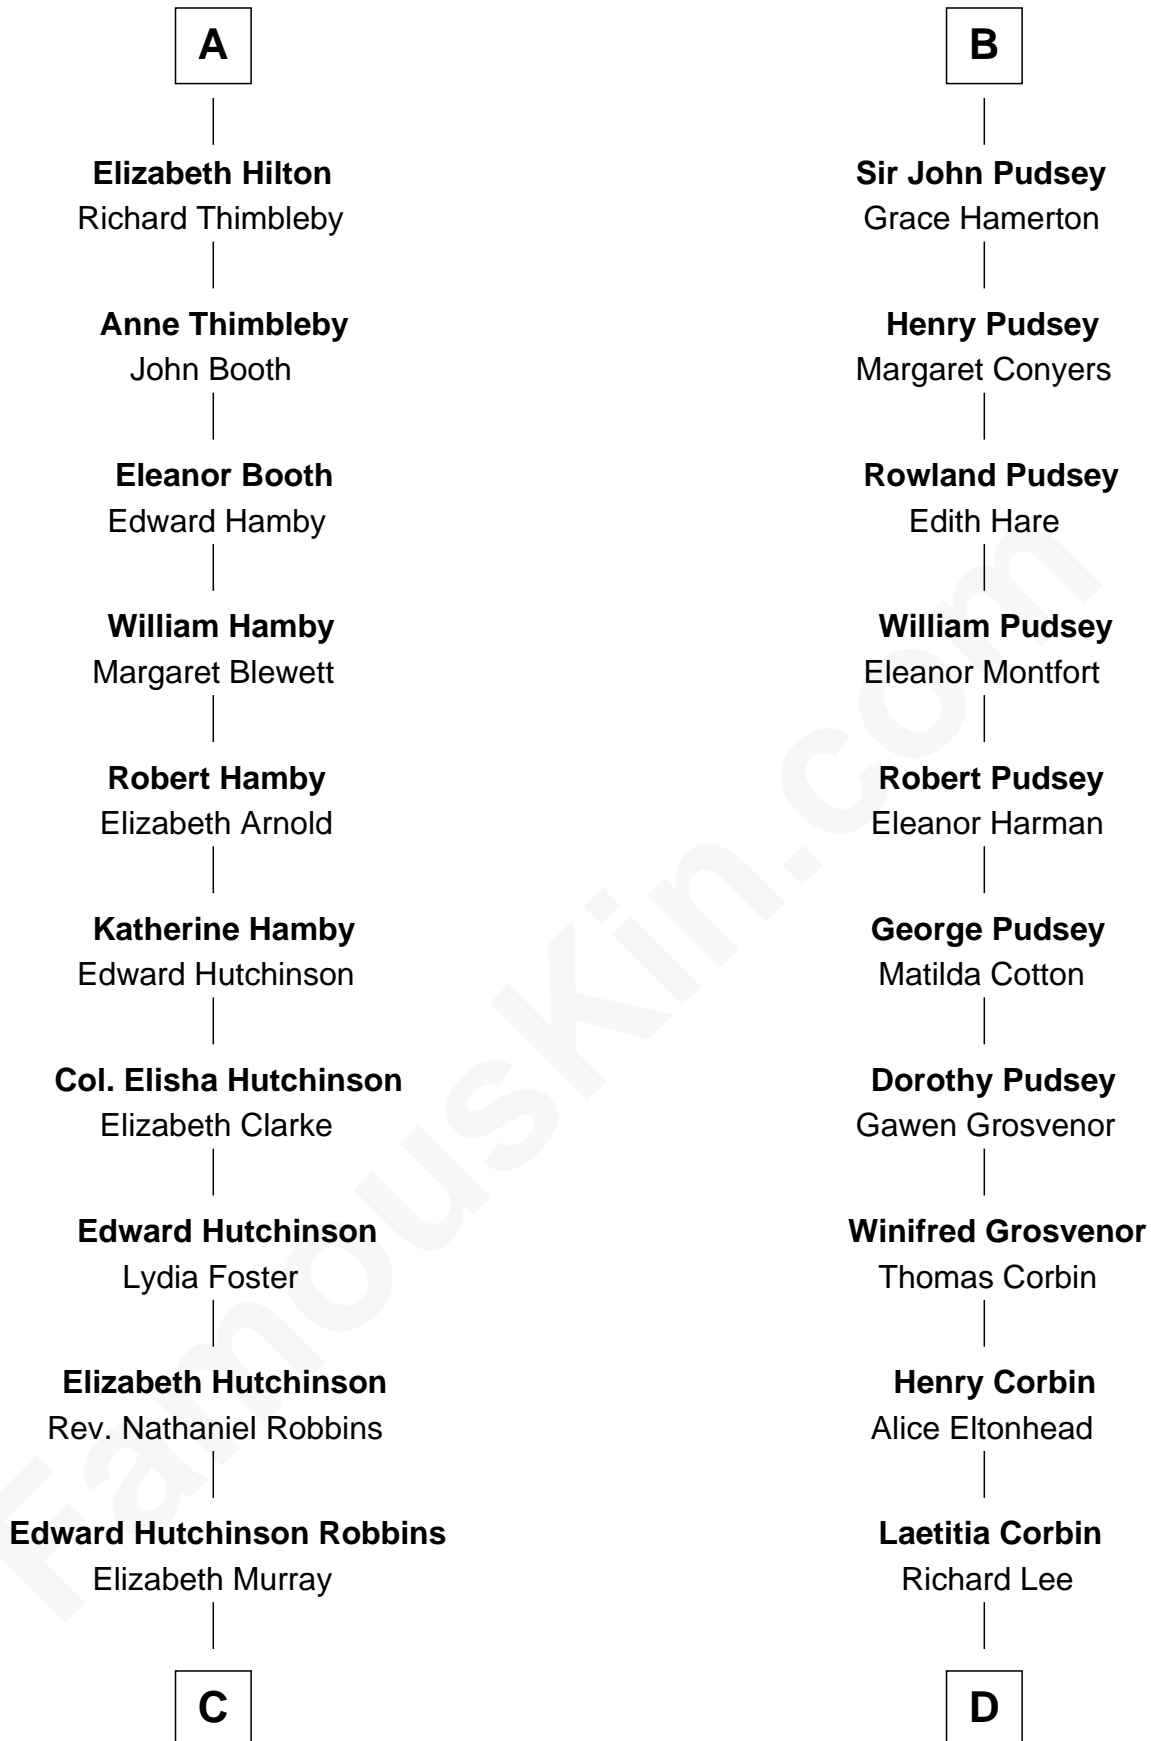 A
Elizabeth Hilton
Richard Thimbleby
Anne Thimbleby
John Booth
Eleanor Booth
Edward Hamby
William Hamby
Margaret Blewett
Robert Hamby
Elizabeth Arnold
Katherine Hamby
Edward Hutchinson
Col. Elisha Hutchinson
Elizabeth Clarke
Edward Hutchinson
Lydia Foster
Elizabeth Hutchinson
Rev. Nathaniel Robbins
Edward Hutchinson Robbins
Elizabeth Murray
C
B
Sir John Pudsey
Grace Hamerton
Henry Pudsey
Margaret Conyers
Rowland Pudsey
Edith Hare
William Pudsey
Eleanor Montfort
Robert Pudsey
Eleanor Harman
George Pudsey
Matilda Cotton
Dorothy Pudsey
Gawen Grosvenor
Winifred Grosvenor
Thomas Corbin
Henry Corbin
Alice Eltonhead
Laetitia Corbin
Richard Lee
D
FamousKin.com